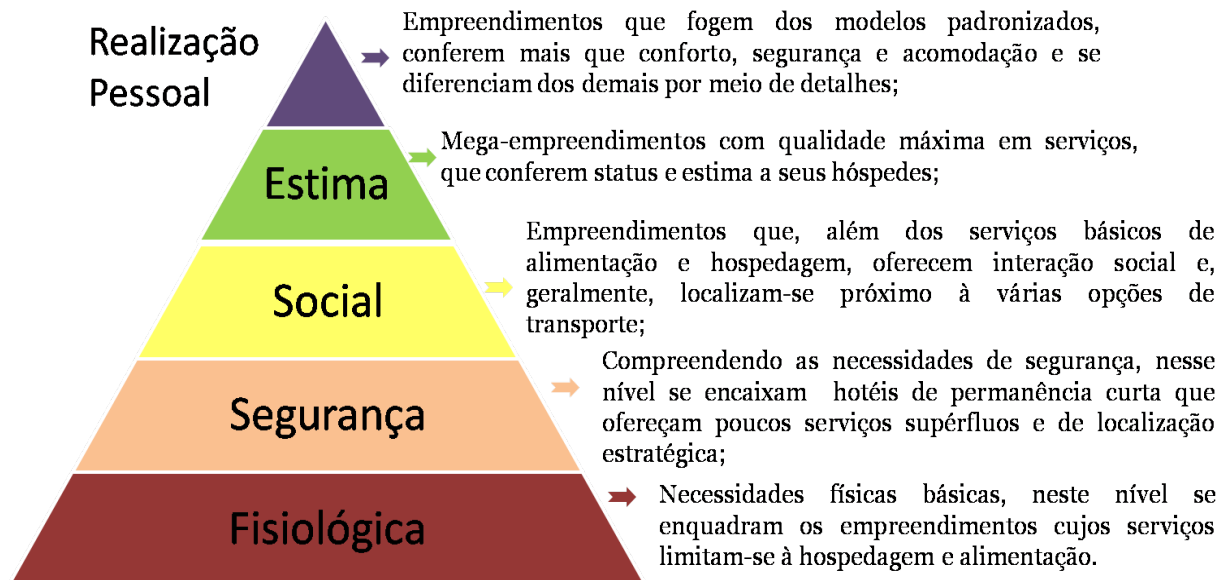 Realização
Pessoal
Empreendimentos que fogem dos modelos padronizados,
conferem mais que conforto, segurança e acomodação e se
diferenciam dos demais por meio de detalhes;
Estima
Mega-empreendimentos com qualidade máxima em serviços,
que conferem status e estima a seus hóspedes;
Social
Empreendimentos que, além dos serviços básicos de
alimentação e hospedagem, oferecem interação social e,
geralmente, localizam-se próximo à várias opções de
transporte;
Segurança
Compreendendo as necessidades de segurança, nesse
nível se encaixam hotéis de permanência curta que
ofereçam poucos serviços supérfluos e de localização
estratégica;
Fisiológica
Necessidades físicas básicas, neste nível se
enquadram os empreendimentos cujos serviços
limitam-se à hospedagem e alimentação.